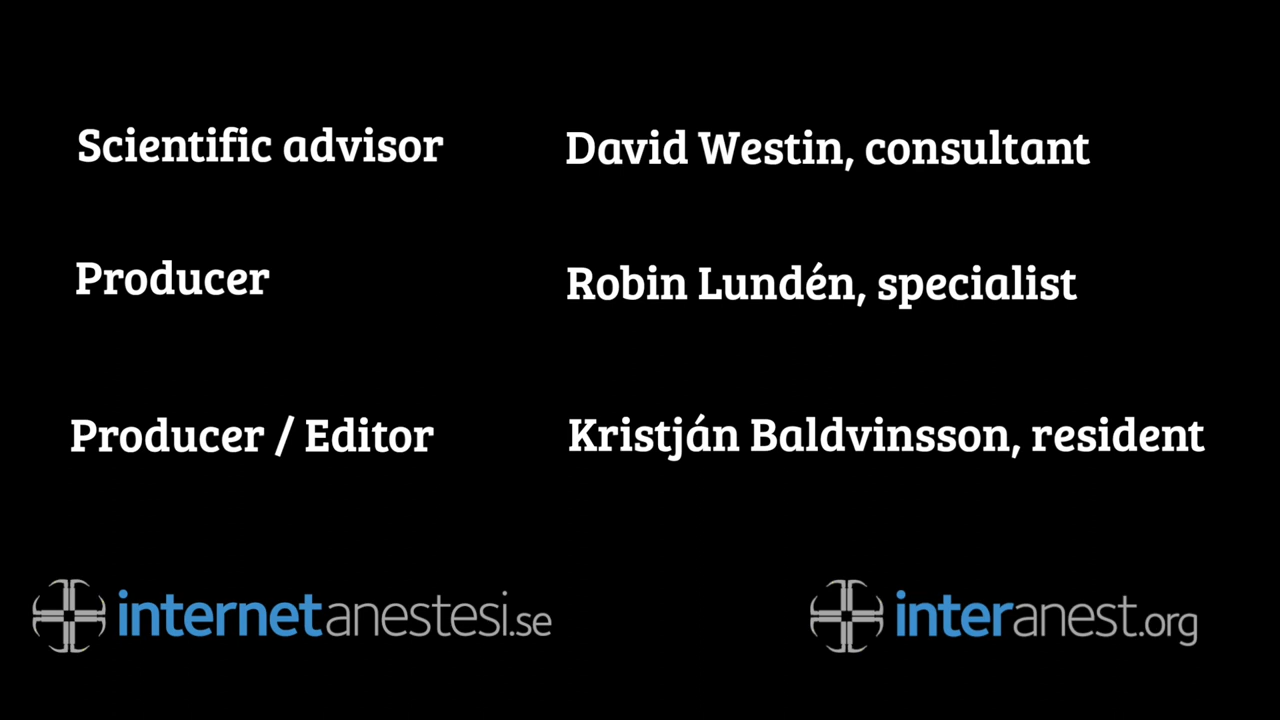 Scientific advisor David Westin, consultant
Producer Robin Lundén, specialist
Producer / Editor Kristján Baldvinsson, resident
internetanestesi.se interanest.org